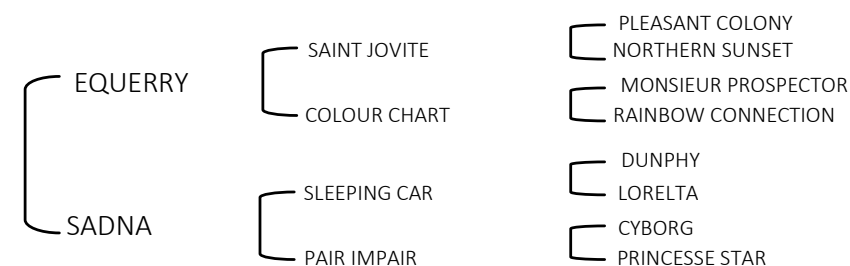 EQUERRY
SADNA
SAINT JOVITE
COLOUR CHART
SLEEPING CAR
PAIR IMPAIR
PLEASANT COLONY
NORTHERN SUNSET
MONSIEUR PROSPECTOR
RAINBOW CONNECTION
DUNPHY
LORELTA
CYBORG
PRINCESSE STAR